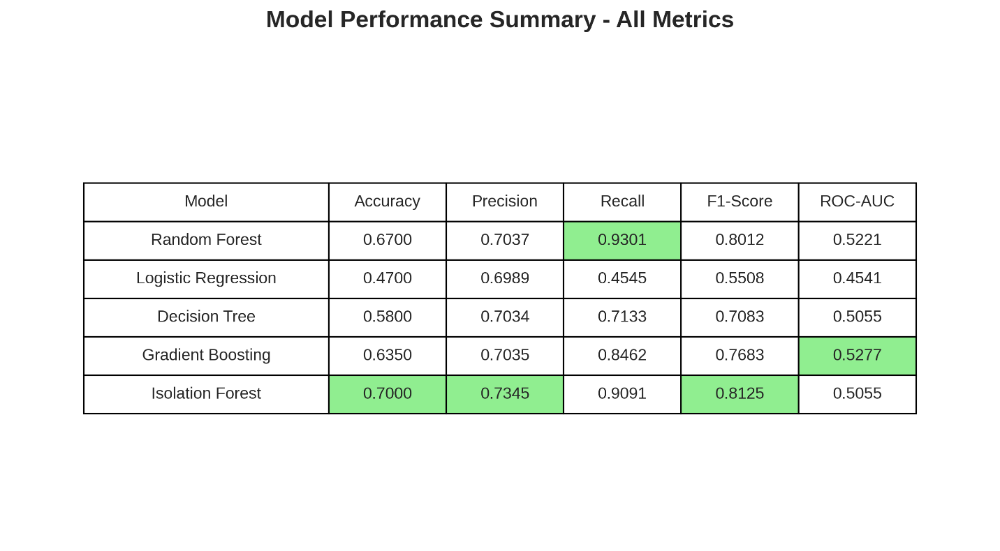 Model Performance Summary - All Metrics
Model Accuracy Precision Recall F1-Score ROC-AUC
Random Forest 0.6700 0.7037 0.9301 0.8012 0.5221
Logistic Regression 0.4700 0.6989 0.4545 0.5508 0.4541
Decision Tree 0.5800 0.7034 0.7133 0.7083 0.5055
Gradient Boosting 0.6350 0.7035 0.8462 0.7683 0.5277
Isolation Forest 0.7000 0.7345 0.9091 0.8125 0.5055